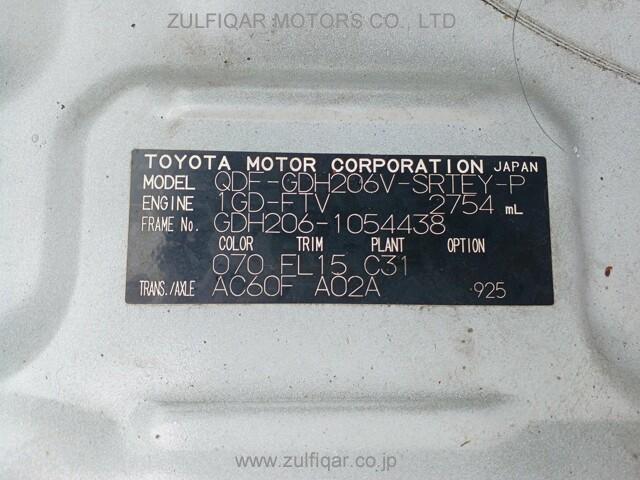 ZULFIQAR MOTORS CO., LTD
TOYOTA MOTOR CORPORATION JAPAN
MODEL QDF-GDH206V-SRTEY-P
ENGINE 1GD-FTV 2754 mL
FRAME No. GDH206-1054438
COLOR TRIM PLANT OPTION
070 FL15 C31
TRANS./AXLE AC60F A02A -925
www.zulfiqar.co.jp